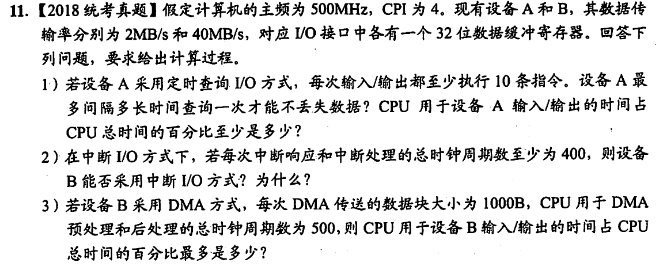 11.【2018 统考真题】假定计算机的主频为 500MHz，CPI 为 4。现有设备 A 和 B，其数据传
输率分别为 2MB/s 和 40MB/s，对应 I/O 接口中各有一个 32 位数据缓冲寄存器。回答下
列问题，要求给出计算过程。
1）若设备 A 采用定时查询 I/O 方式，每次输入/输出都至少执行 10 条指令。设备 A 最
多间隔多长时间查询一次才能不丢失数据？CPU 用于设备 A 输入/输出的时间占
CPU 总时间的百分比至少是多少？
2）在中断 I/O 方式下，若每次中断响应和中断处理的总时钟周期数至少为 400，则设备
B 能否采用中断 I/O 方式？为什么？
3）若设备 B 采用 DMA 方式，每次 DMA 传送的数据块大小为 1000B，CPU 用于 DMA
预处理和后处理的总时钟周期数为 500，则 CPU 用于设备 B 输入/输出的时间占 CPU
总时间的百分比最多是多少？